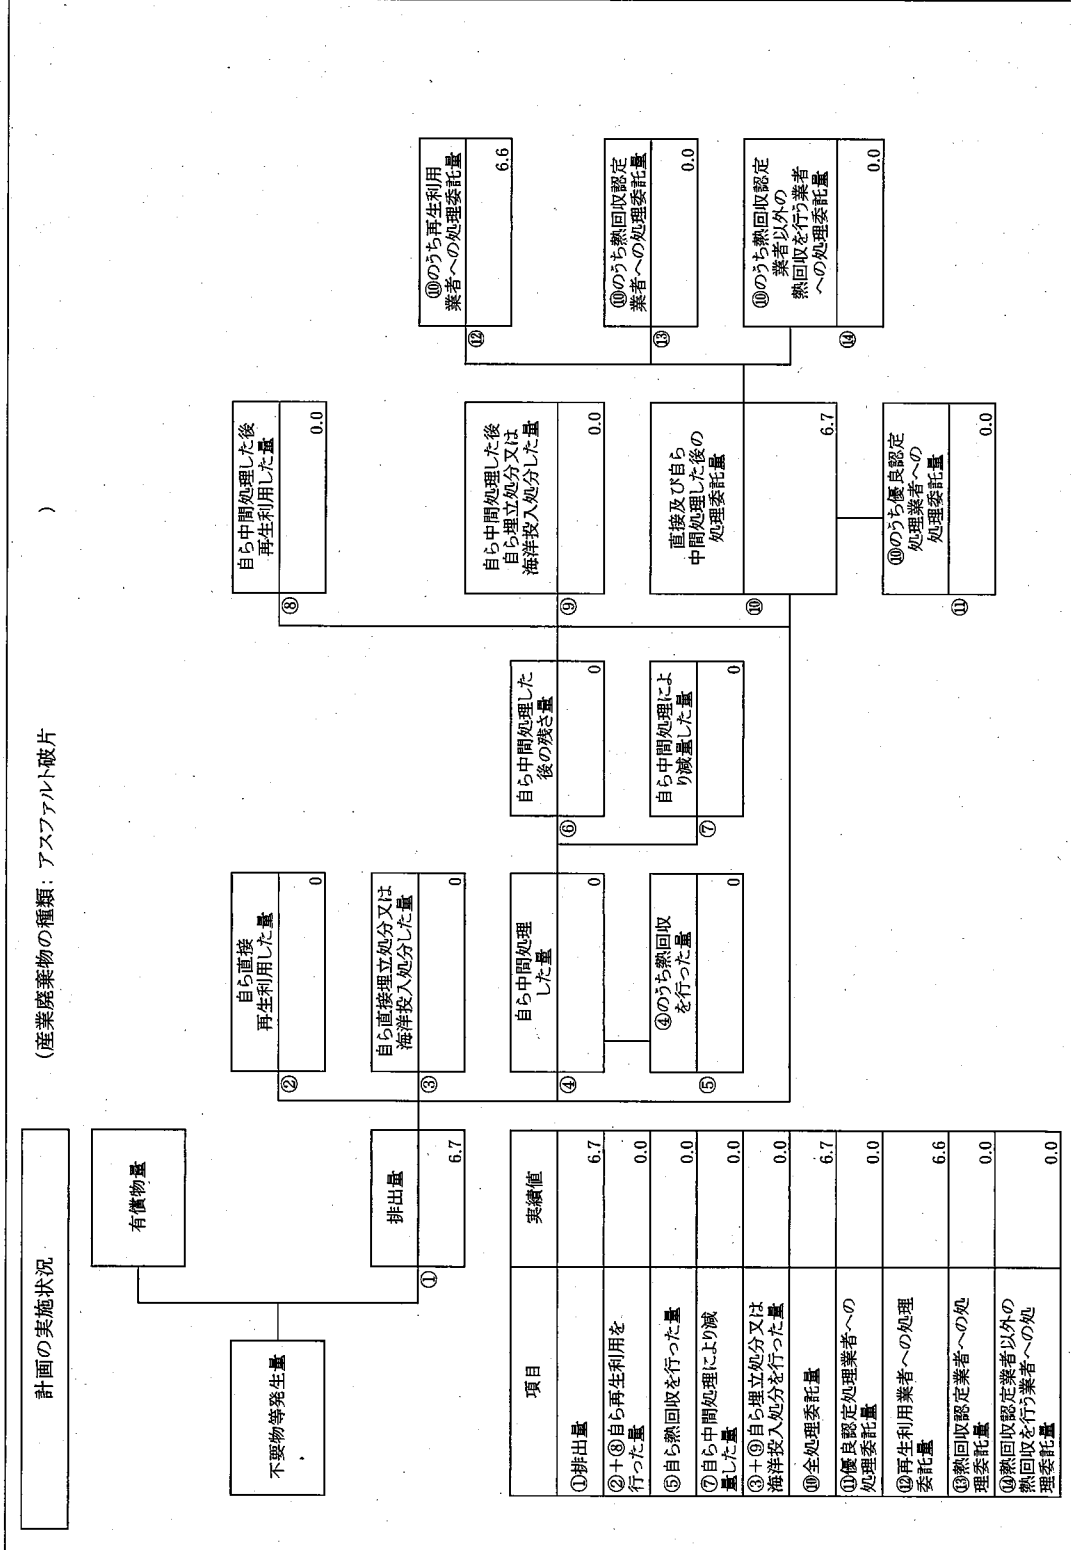 計画の実施状況
（産業廃棄物の種類：アスファルト破片　　　）
不要物等発生量
有償物量
排出量
① 6.7
自ら直接
再生利用した量
② 0
自ら直接埋立処分又は
海洋投入処分した量
③ 0
自ら中間処理
した量
④ 0
④のうち熱回収
を行った量
⑤ 0
自ら中間処理した
後の残さ量
⑥ 0
自ら中間処理によ
り減量した量
⑦ 0
自ら中間処理した後
再生利用した量
⑧ 0.0
自ら中間処理した後
自ら埋立処分又は
海洋投入処分した量
⑨ 0.0
直接及び自ら
中間処理した後の
処理委託量
⑩ 6.7
⑩のうち優良認定
処理業者への
処理委託量
⑪ 0.0
⑩のうち再生利用
業者への処理委託量
⑫ 6.6
⑩のうち熱回収認定
業者への処理委託量
⑬ 0.0
⑩のうち熱回収認定
業者以外の
熱回収を行う業者
への処理委託量
⑭ 0.0
項目 実績値
①排出量 6.7
②+⑧自ら再生利用を
行った量 0.0
⑤自ら熱回収を行った量 0.0
⑦自ら中間処理により減
量した量 0.0
③+⑨自ら埋立処分又は
海洋投入処分を行った量 0.0
⑩全処理委託量 6.7
⑪優良認定処理業者への
処理委託量 0.0
⑫再生利用業者への処理
委託量 6.6
⑬熱回収認定業者への処
理委託量 0.0
⑭熱回収認定業者以外の
熱回収を行う業者への処
理委託量 0.0